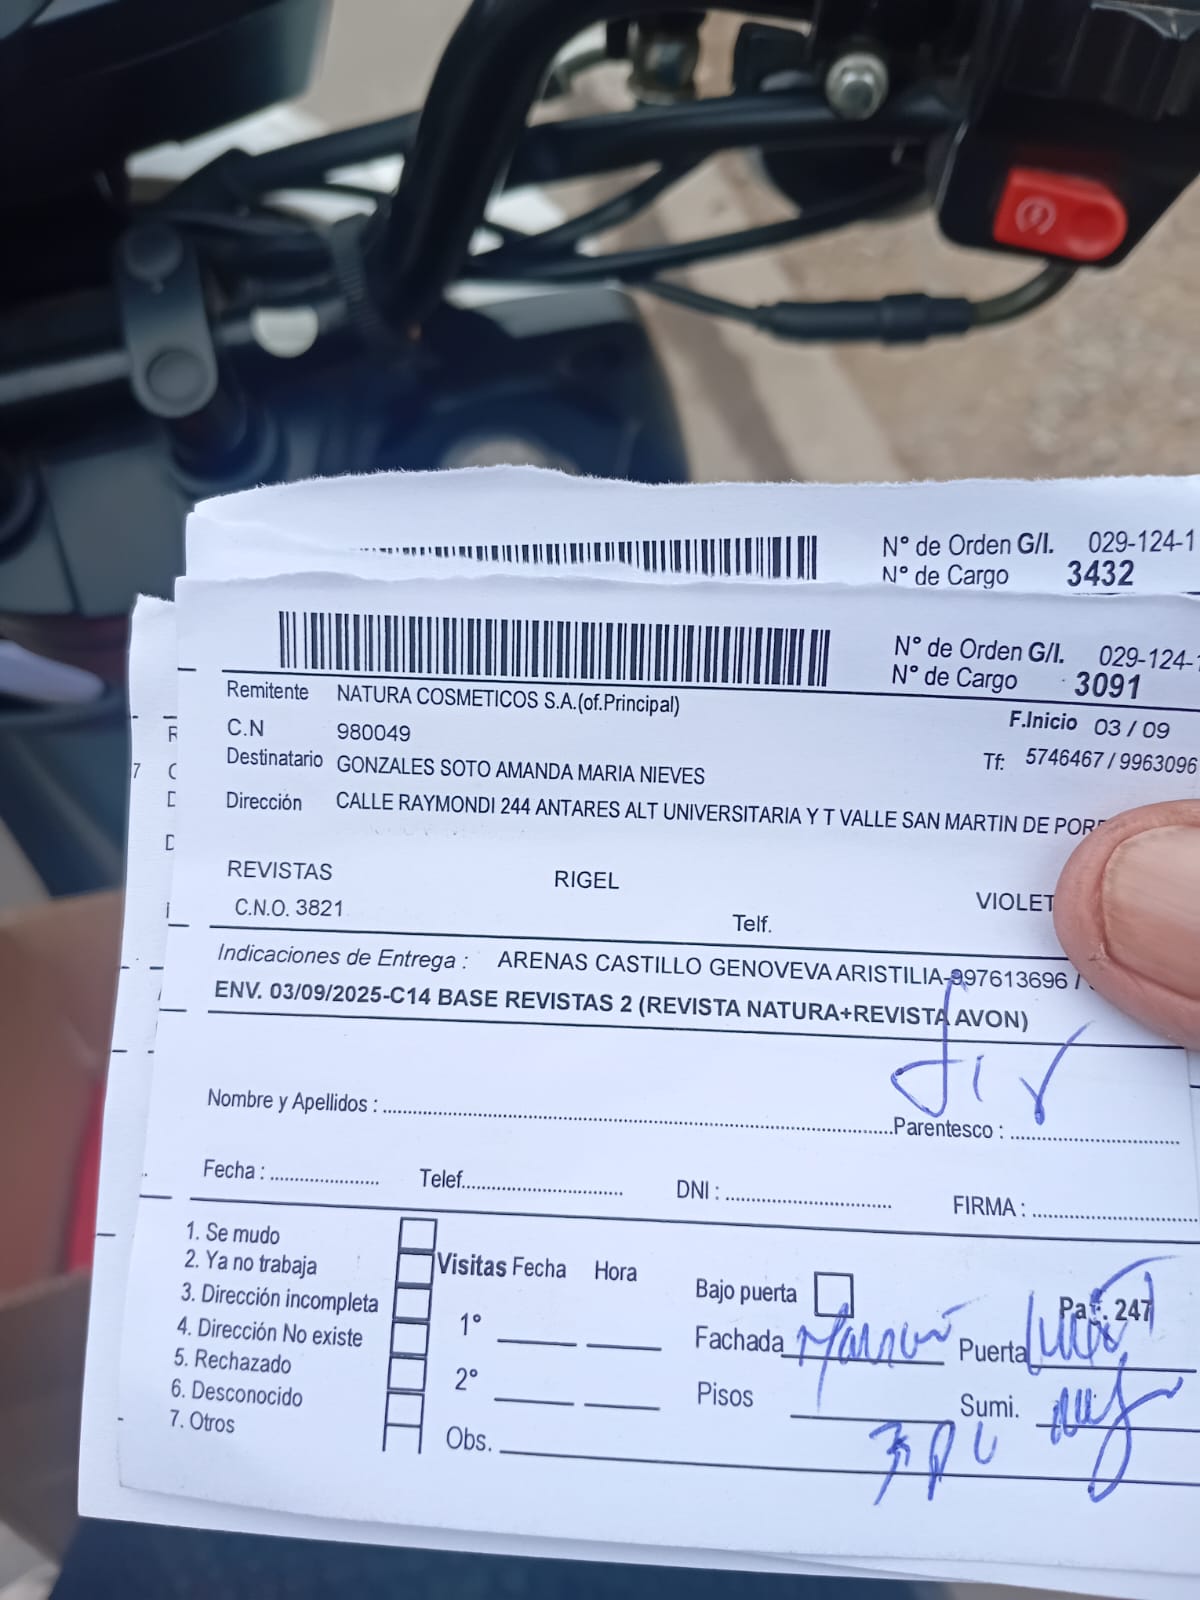 N° de Orden G/I. 029-124-1
N° de Cargo 3432
N° de Orden G/I. 029-124-
N° de Cargo 3091
Remitente NATURA COSMETICOS S.A.(of.Principal)
F.Inicio 03 / 09
C.N 980049
Tf: 5746467 / 9963096
Destinatario GONZALES SOTO AMANDA MARIA NIEVES
Dirección CALLE RAYMONDI 244 ANTARES ALT UNIVERSITARIA Y T VALLE SAN MARTIN DE POR
REVISTAS RIGEL VIOLET
C.N.O. 3821 Telf.
Indicaciones de Entrega : ARENAS CASTILLO GENOVEVA ARISTILIA-997613696 /
ENV. 03/09/2025-C14 BASE REVISTAS 2 (REVISTA NATURA+REVISTA AVON)
Nombre y Apellidos : Parentesco :
Fecha : Telef. DNI : FIRMA :
1. Se mudo
2. Ya no trabaja
3. Dirección incompleta
4. Dirección No existe
5. Rechazado
6. Desconocido
7. Otros
Visitas Fecha Hora
1°
2°
Obs.
Bajo puerta
Pag. 247
Fachada Puerta
Pisos Sumi.